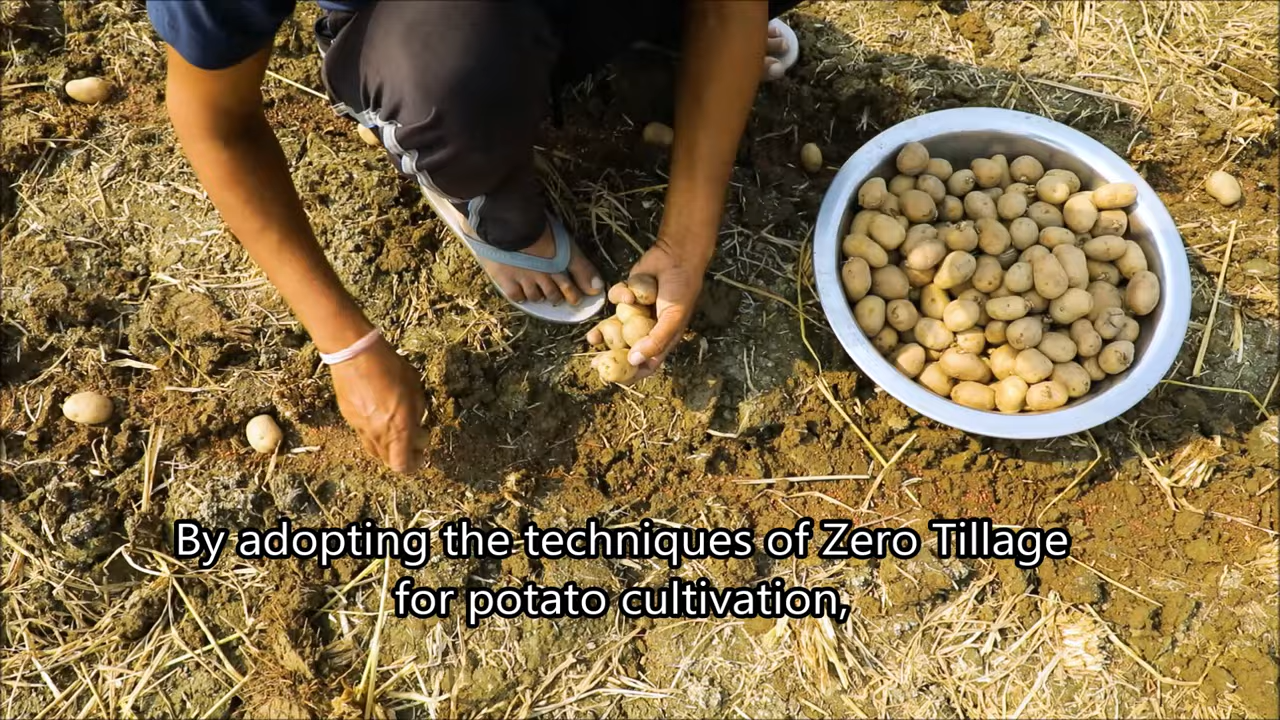 By adopting the techniques of Zero Tillage
for potato cultivation,